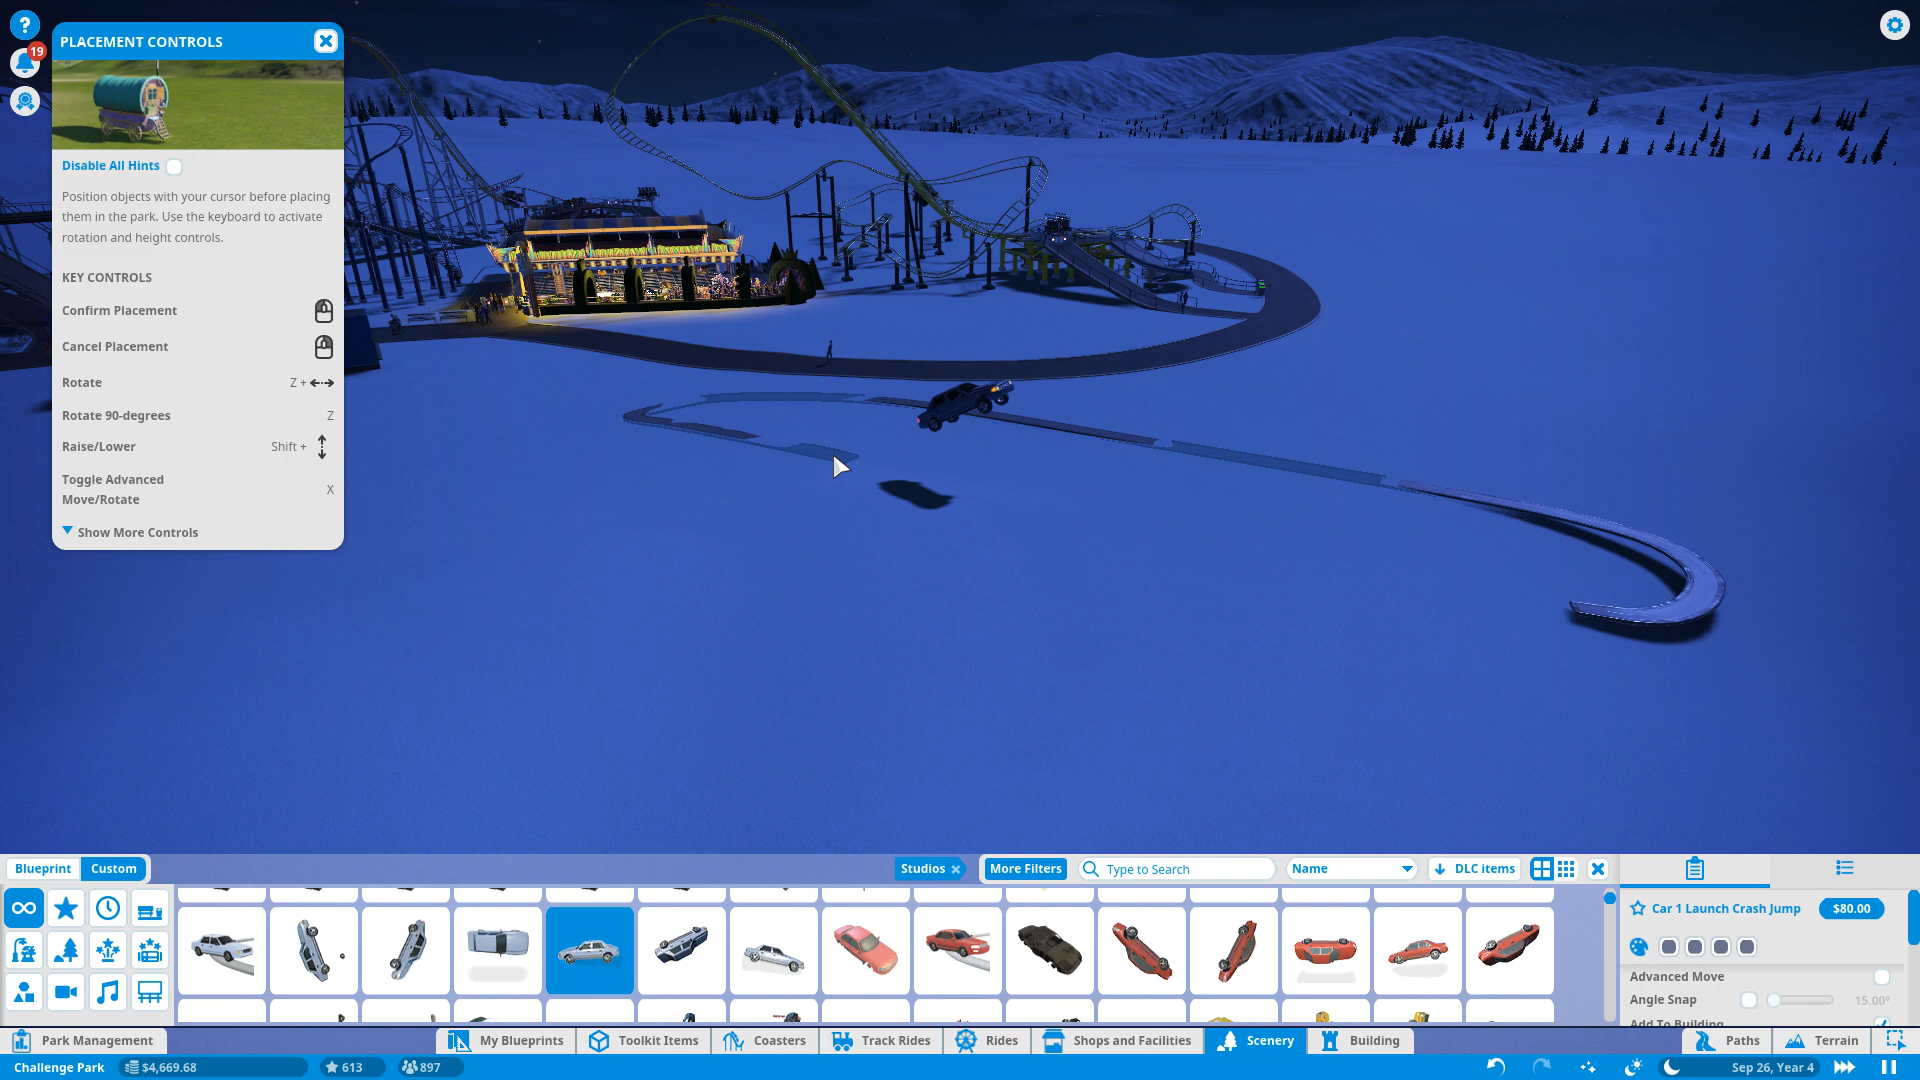 ?
19
PLACEMENT CONTROLS
Disable All Hints
Position objects with your cursor before placing
them in the park. Use the keyboard to activate
rotation and height controls.
KEY CONTROLS
Confirm Placement
Cancel Placement
Rotate Z +
Rotate 90-degrees Z
Raise/Lower Shift +
Toggle Advanced
Move/Rotate X
Show More Controls
Blueprint Custom Studios More Filters Type to Search Name DLC items
Car 1 Launch Crash Jump $80.00
Advanced Move
Angle Snap 15.00°
Add To Building
Park Management My Blueprints Toolkit Items Coasters Track Rides Rides Shops and Facilities Scenery Building Paths Terrain
Challenge Park $4,669.68 613 897 Sep 26, Year 4